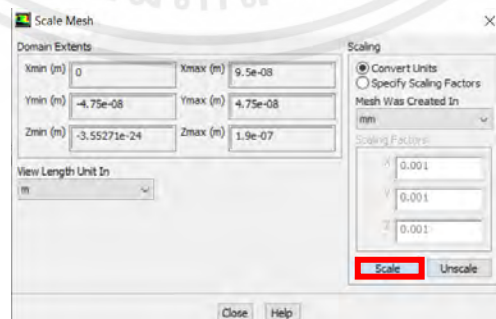 Scale Mesh
Domain Extents
Xmin (m) 0 Xmax (m) 9.5e-08
Ymin (m) -4.75e-08 Ymax (m) 4.75e-08
Zmin (m) -3.55271e-24 Zmax (m) 1.9e-07
View Length Unit In
m
Scaling
Convert Units
Specify Scaling Factors
Mesh Was Created In
mm
Scaling Factors
X 0.001
Y 0.001
Z 0.001
Scale Unscale
Close Help